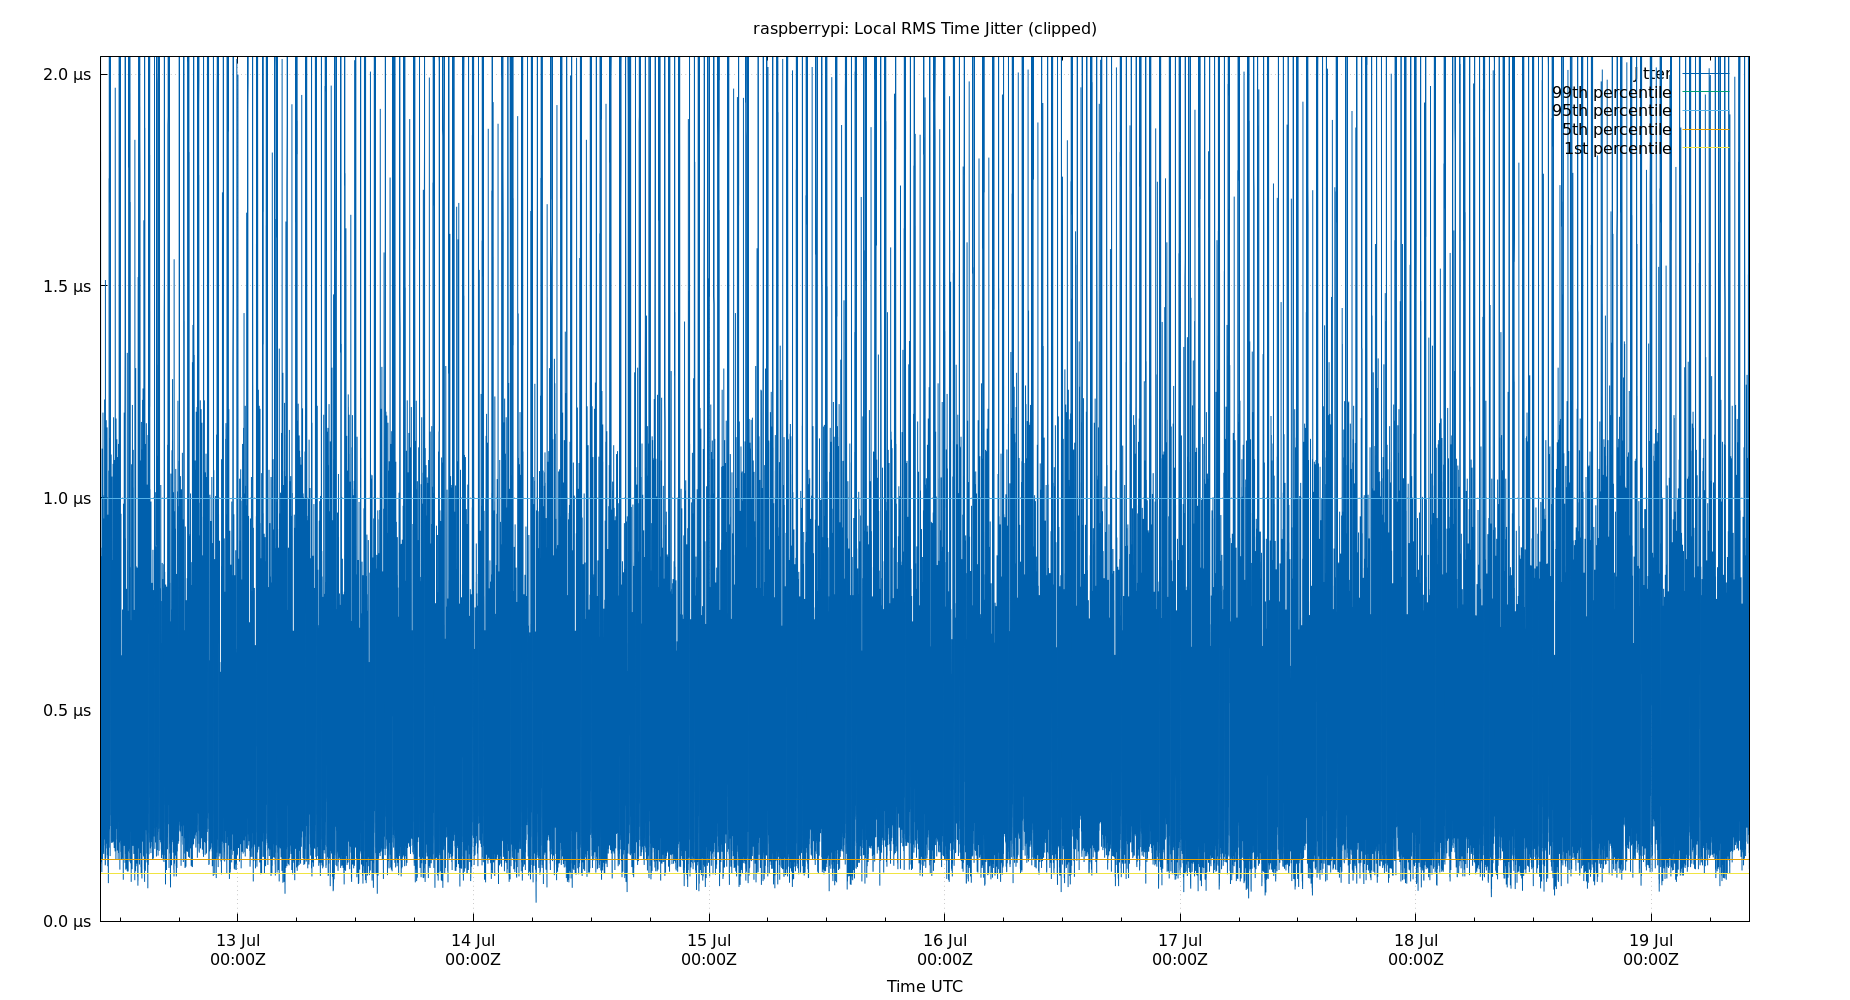 raspberrypi: Local RMS Time Jitter (clipped)
2.0 µs
1.5 µs
1.0 µs
0.5 µs
0.0 µs
jitter
99th percentile
95th percentile
5th percentile
1st percentile
13 Jul 14 Jul 15 Jul 16 Jul 17 Jul 18 Jul 19 Jul
00:00Z 00:00Z 00:00Z 00:00Z 00:00Z 00:00Z 00:00Z
Time UTC